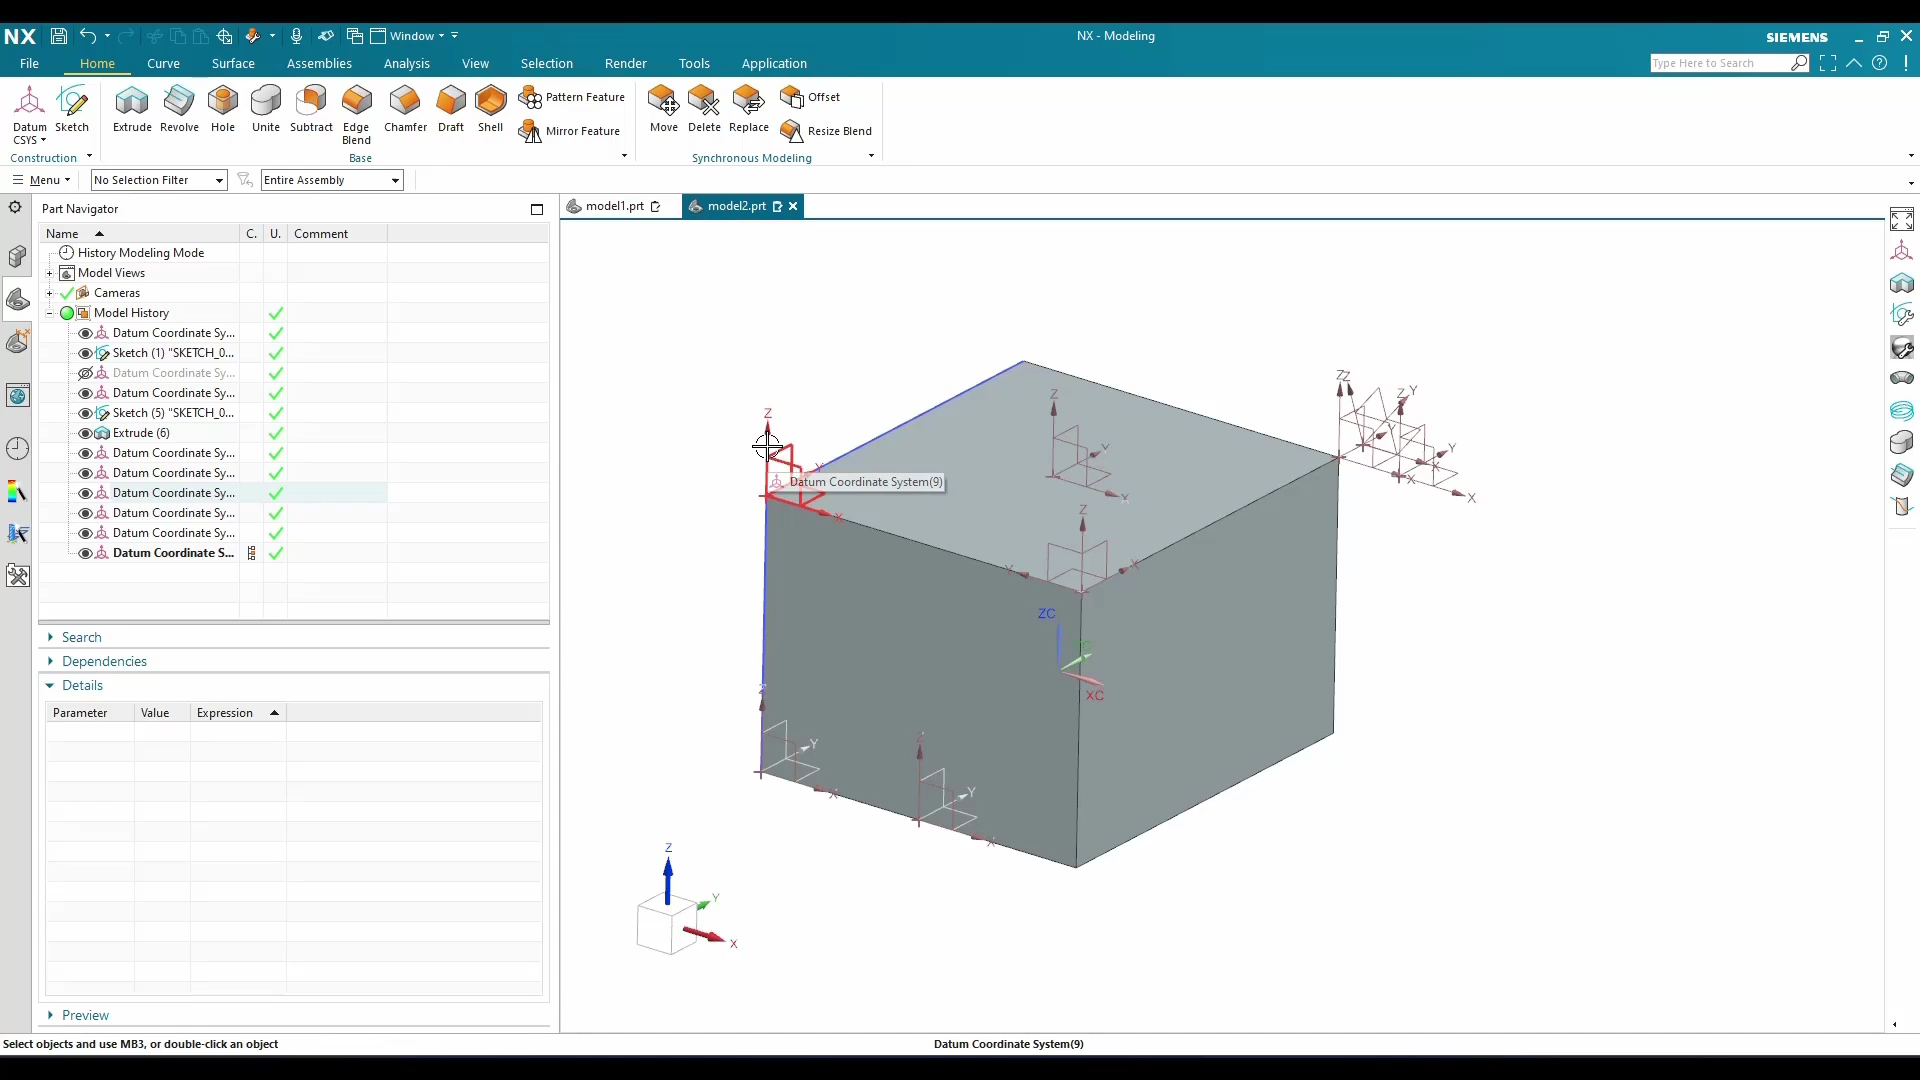 NX Window NX - Modeling SIEMENS
File Home Curve Surface Assemblies Analysis View Selection Render Tools Application Type Here to Search
Datum CSYS Sketch Extrude Revolve Hole Unite Subtract Edge Blend Chamfer Draft Shell Pattern Feature Mirror Feature Move Delete Replace Offset Resize Blend
Construction Base Synchronous Modeling
Menu No Selection Filter Entire Assembly
Part Navigator
model1.prt model2.prt
Name C. U. Comment
History Modeling Mode
Model Views
Cameras
Model History
Datum Coordinate Sy...
Sketch (1) "SKETCH_0...
Datum Coordinate Sy...
Datum Coordinate Sy...
Sketch (5) "SKETCH_0...
Extrude (6)
Datum Coordinate Sy...
Datum Coordinate Sy...
Datum Coordinate Sy...
Datum Coordinate Sy...
Datum Coordinate Sy...
Datum Coordinate S...
Search
Dependencies
Details
Parameter Value Expression
Preview
Z
Y
X
Datum Coordinate System(9)
Z
Y
X
Z
Z
Y
Z
Y
Y
X
X
X
Z
Y
X
ZC
XC
Z
Y
X
Z
Y
X
Z
Y
X
Select objects and use MB3, or double-click an object Datum Coordinate System(9)